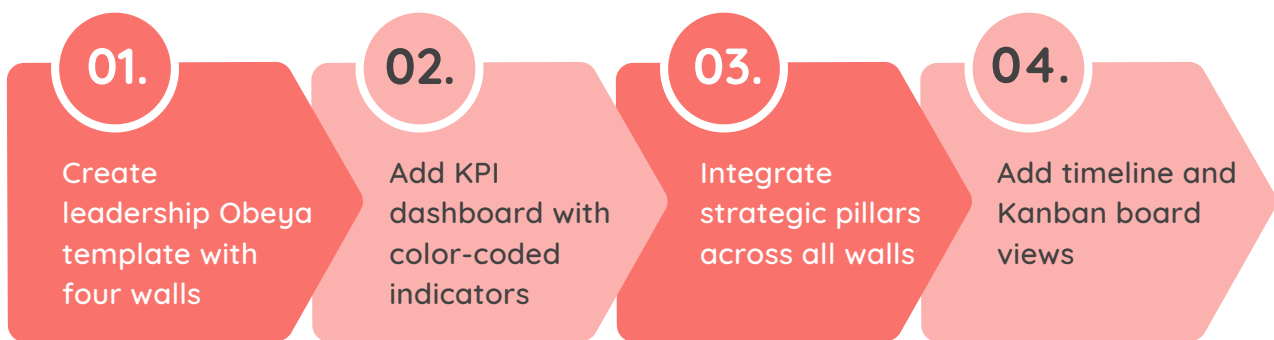 01.
Create
leadership Obeya
template with
four walls
02.
Add KPI
dashboard with
color-coded
indicators
03.
Integrate
strategic pillars
across all walls
04.
Add timeline and
Kanban board
views